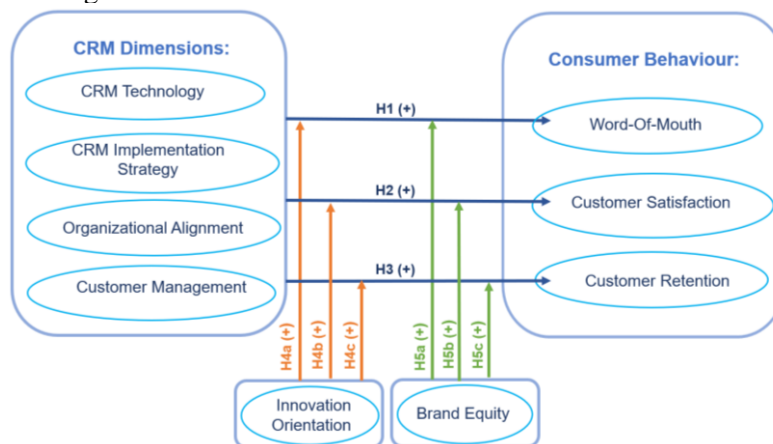 CRM Dimensions:
CRM Technology
CRM Implementation
Strategy
Organizational Alignment
Customer Management
H1 (+)
H2 (+)
H3 (+)
Consumer Behaviour:
Word-Of-Mouth
Customer Satisfaction
Customer Retention
H4a (+)
H4b (+)
H4c (+)
H5a (+)
H5b (+)
H5c (+)
Innovation
Orientation
Brand Equity